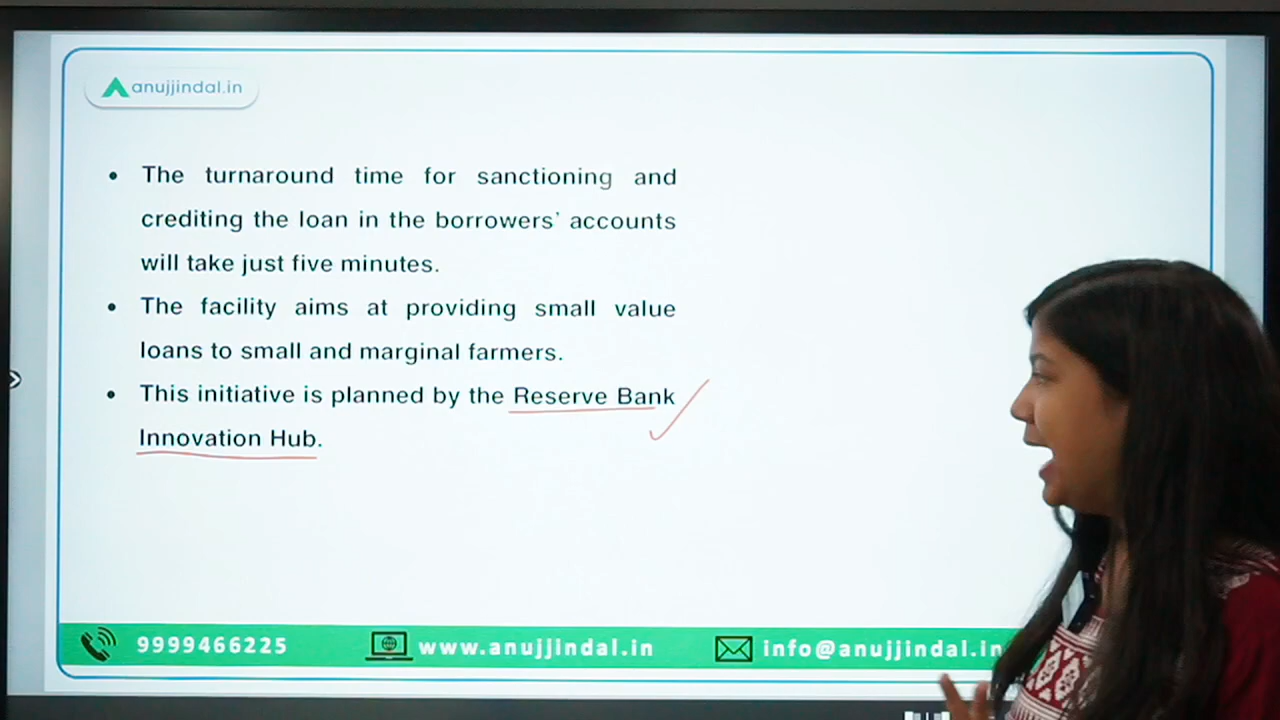 anujjindal.in
• The turnaround time for sanctioning and
crediting the loan in the borrowers' accounts
will take just five minutes.
• The facility aims at providing small value
loans to small and marginal farmers.
• This initiative is planned by the Reserve Bank
Innovation Hub.
9999466225 www.anujjindal.in info@anujjindal.in